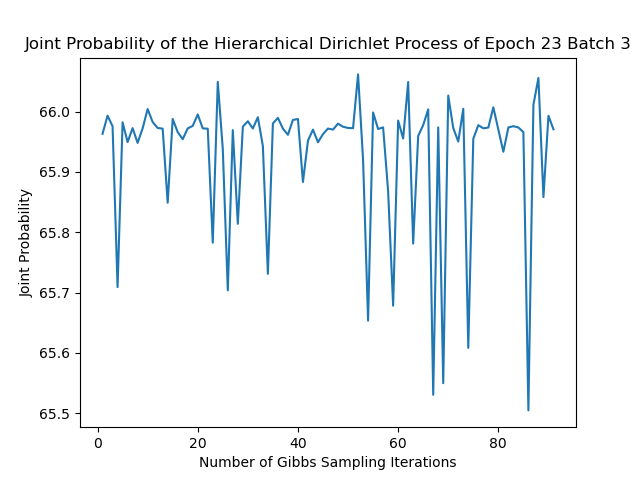 Joint Probability of the Hierarchical Dirichlet Process of Epoch 23 Batch 3
66.0
65.9
65.8
65.7
65.6
65.5
Joint Probability
0 20 40 60 80
Number of Gibbs Sampling Iterations